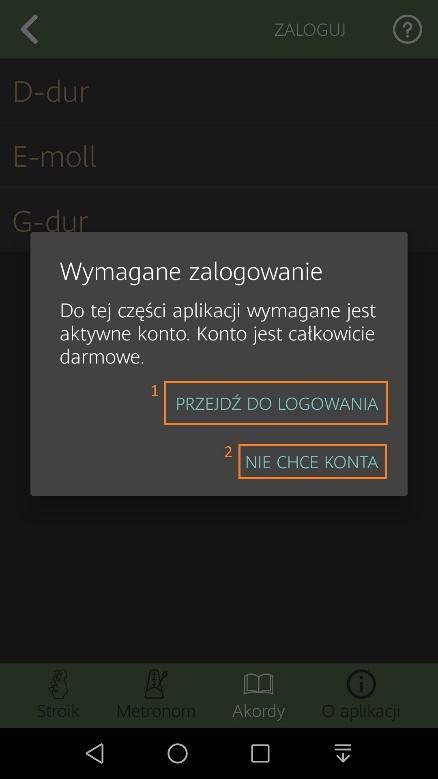 ZALOGUJ
?
D-dur
E-moll
G-dur
Wymagane zalogowanie
Do tej części aplikacji wymagane jest
aktywne konto. Konto jest całkowicie
darmowe.
1 PRZEJDŹ DO LOGOWANIA
2 NIE CHCE KONTA
Stroik Metronom Akordy O aplikacji